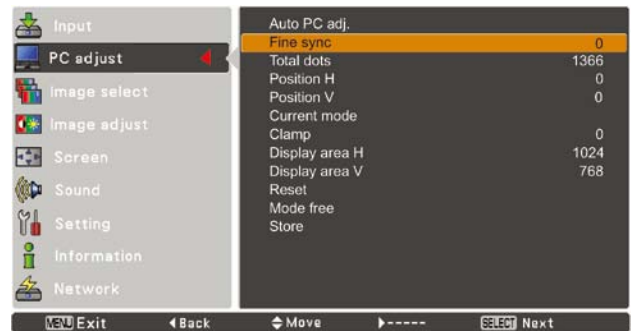 Input
PC adjust
Image select
Image adjust
Screen
Sound
Setting
Information
Network
Auto PC adj.
Fine sync 0
Total dots 1366
Position H 0
Position V 0
Current mode
Clamp 0
Display area H 1024
Display area V 768
Reset
Mode free
Store
MENU Exit Back Move ----- SELECT Next